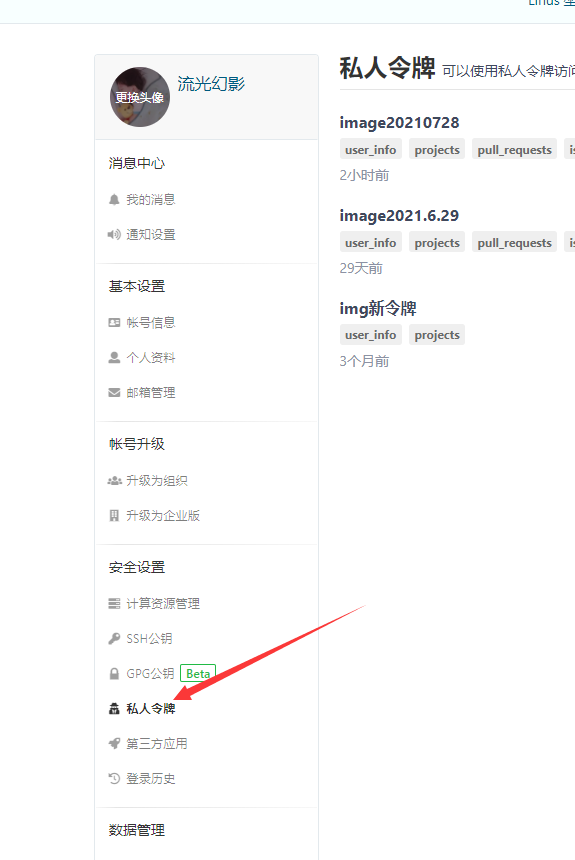 Linus
更换头像
流光幻影
消息中心
我的消息
通知设置
基本设置
帐号信息
个人资料
邮箱管理
帐号升级
升级为组织
升级为企业版
安全设置
计算资源管理
SSH公钥
GPG公钥 Beta
私人令牌
第三方应用
登录历史
数据管理
私人令牌 可以使用私人令牌访问
image20210728
user_info projects pull_requests
2小时前
image2021.6.29
user_info projects pull_requests
29天前
img新令牌
user_info projects
3个月前